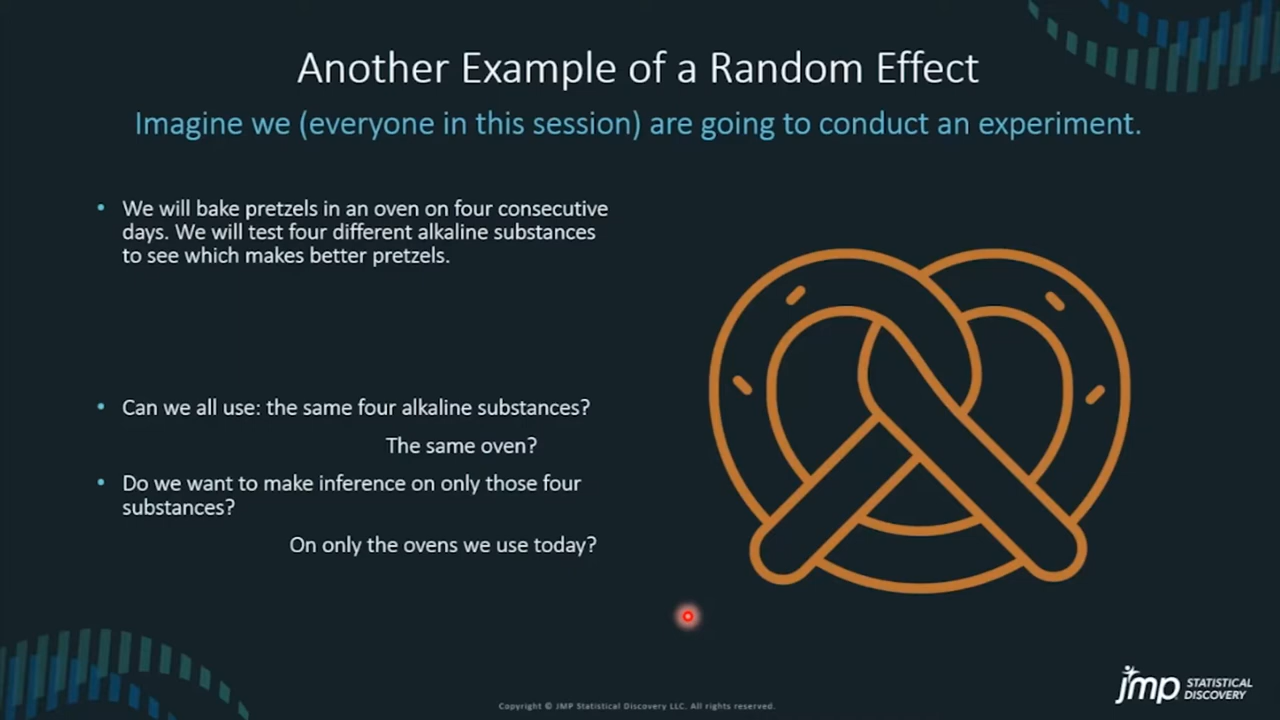 Another Example of a Random Effect
Imagine we (everyone in this session) are going to conduct an experiment.
• We will bake pretzels in an oven on four consecutive
days. We will test four different alkaline substances
to see which makes better pretzels.
• Can we all use: the same four alkaline substances?
The same oven?
• Do we want to make inference on only those four
substances?
On only the ovens we use today?
jmp STATISTICAL
DISCOVERY
Copyright © JMP Statistical Discovery LLC. All rights reserved.